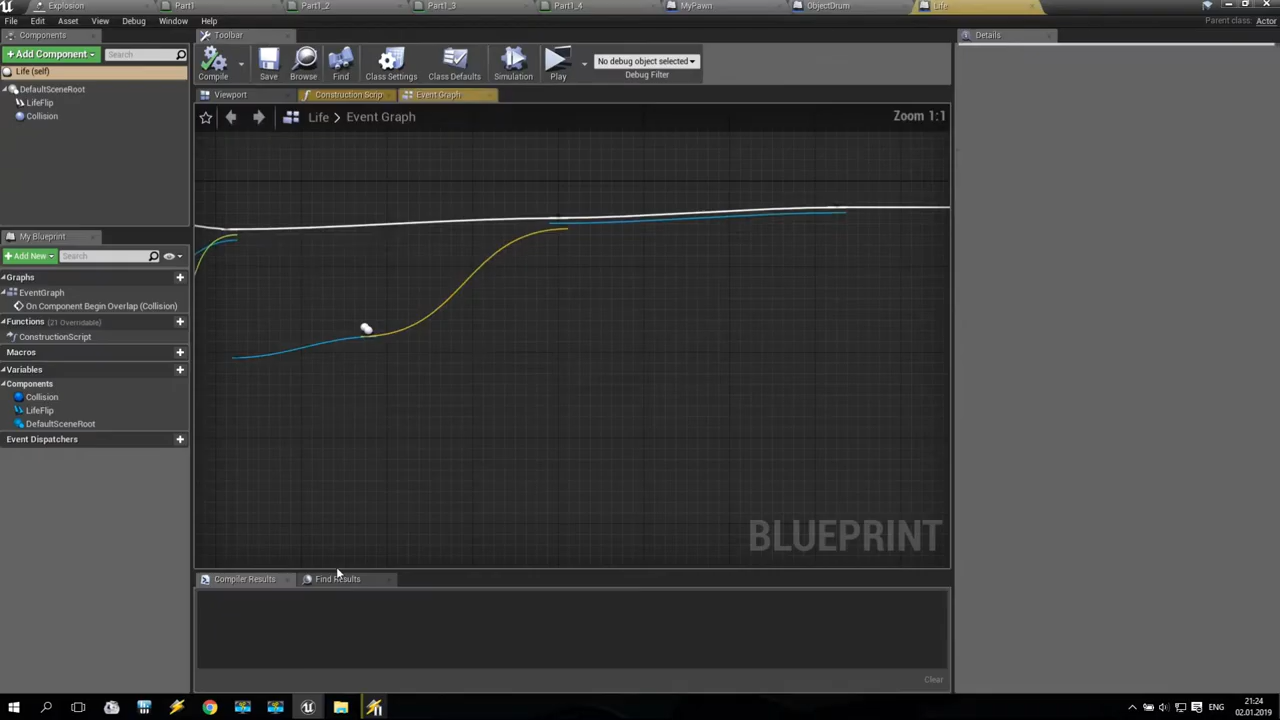 Explosion
Part1
Part1_2
Part1_3
Part1_4
MyPawn
ObjectDrum
Life
File
Edit
Asset
View
Debug
Window
Help
Parent class: Actor
Components
Toolbar
Details
+ Add Component
Search
Life (self)
DefaultSceneRoot
LifeFlip
Collision
Compile
Save
Browse
Find
Class Settings
Class Defaults
Simulation
Play
No debug object selected
Debug Filter
Viewport
Construction Scrip
Event Graph
Life > Event Graph
Zoom 1:1
My Blueprint
+ Add New
Search
Graphs
EventGraph
On Component Begin Overlap (Collision)
Functions (21 Overridable)
ConstructionScript
Macros
Variables
Components
Collision
LifeFlip
DefaultSceneRoot
Event Dispatchers
BLUEPRINT
Compiler Results
Find Results
Clear
ENG
21:24
02.01.2019